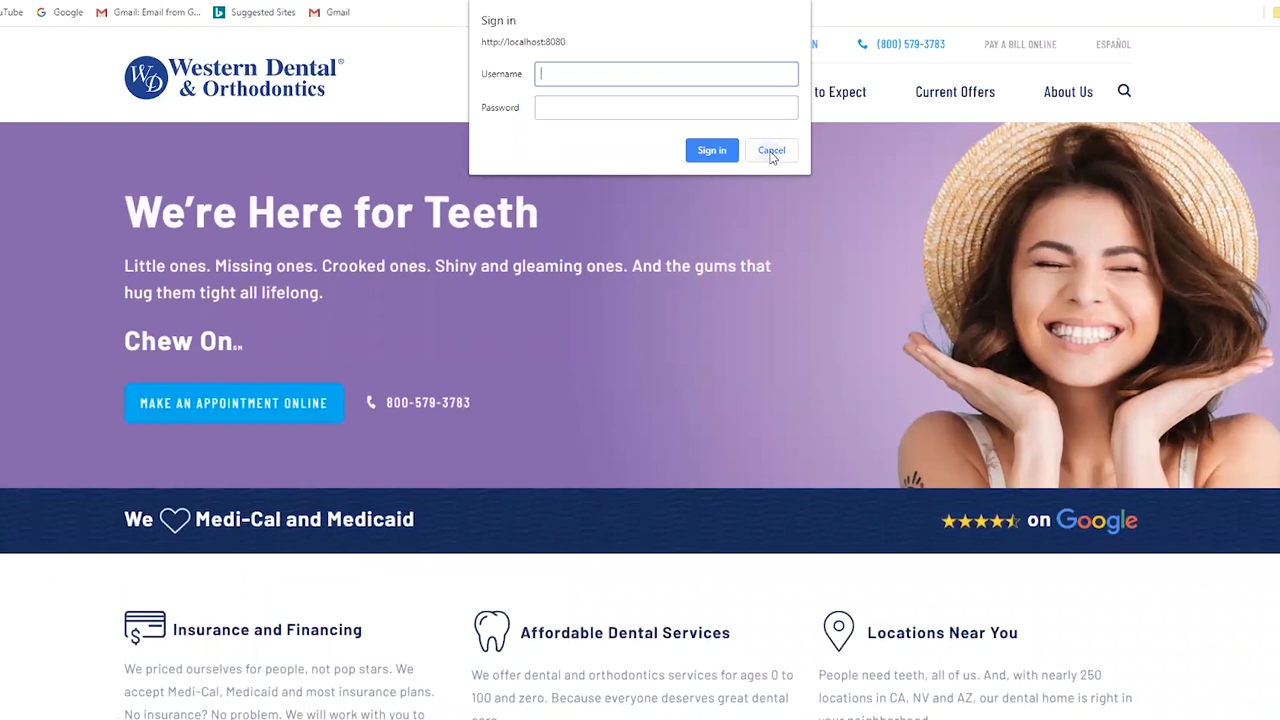 uTube
Google
Gmail: Email from G...
Suggested Sites
Gmail
Sign in
http://localhost:8080
Username
Password
Sign in
Cancel
N
(800) 579-3783
PAY A BILL ONLINE
ESPAÑOL
WD
Western Dental®
& Orthodontics
to Expect
Current Offers
About Us
We're Here for Teeth
Little ones. Missing ones. Crooked ones. Shiny and gleaming ones. And the gums that
hug them tight all lifelong.
Chew On..
MAKE AN APPOINTMENT ONLINE
800-579-3783
We
Medi-Cal and Medicaid
on Google
Insurance and Financing
We priced ourselves for people, not pop stars. We
accept Medi-Cal, Medicaid and most insurance plans.
No insurance? No problem. We will work with you to
Affordable Dental Services
We offer dental and orthodontics services for ages 0 to
100 and zero. Because everyone deserves great dental
care.
Locations Near You
People need teeth, all of us. And, with nearly 250
locations in CA, NV and AZ, our dental home is right in
your neighborhood.